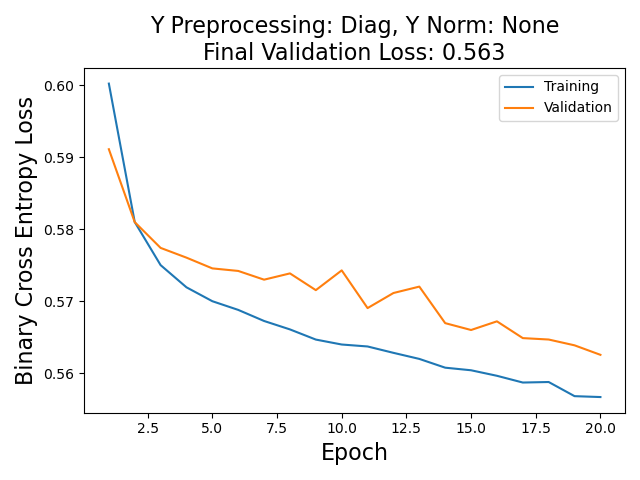 Y Preprocessing: Diag, Y Norm: None
Final Validation Loss: 0.563
Training
Validation
Binary Cross Entropy Loss
0.60
0.59
0.58
0.57
0.56
2.5 5.0 7.5 10.0 12.5 15.0 17.5 20.0
Epoch